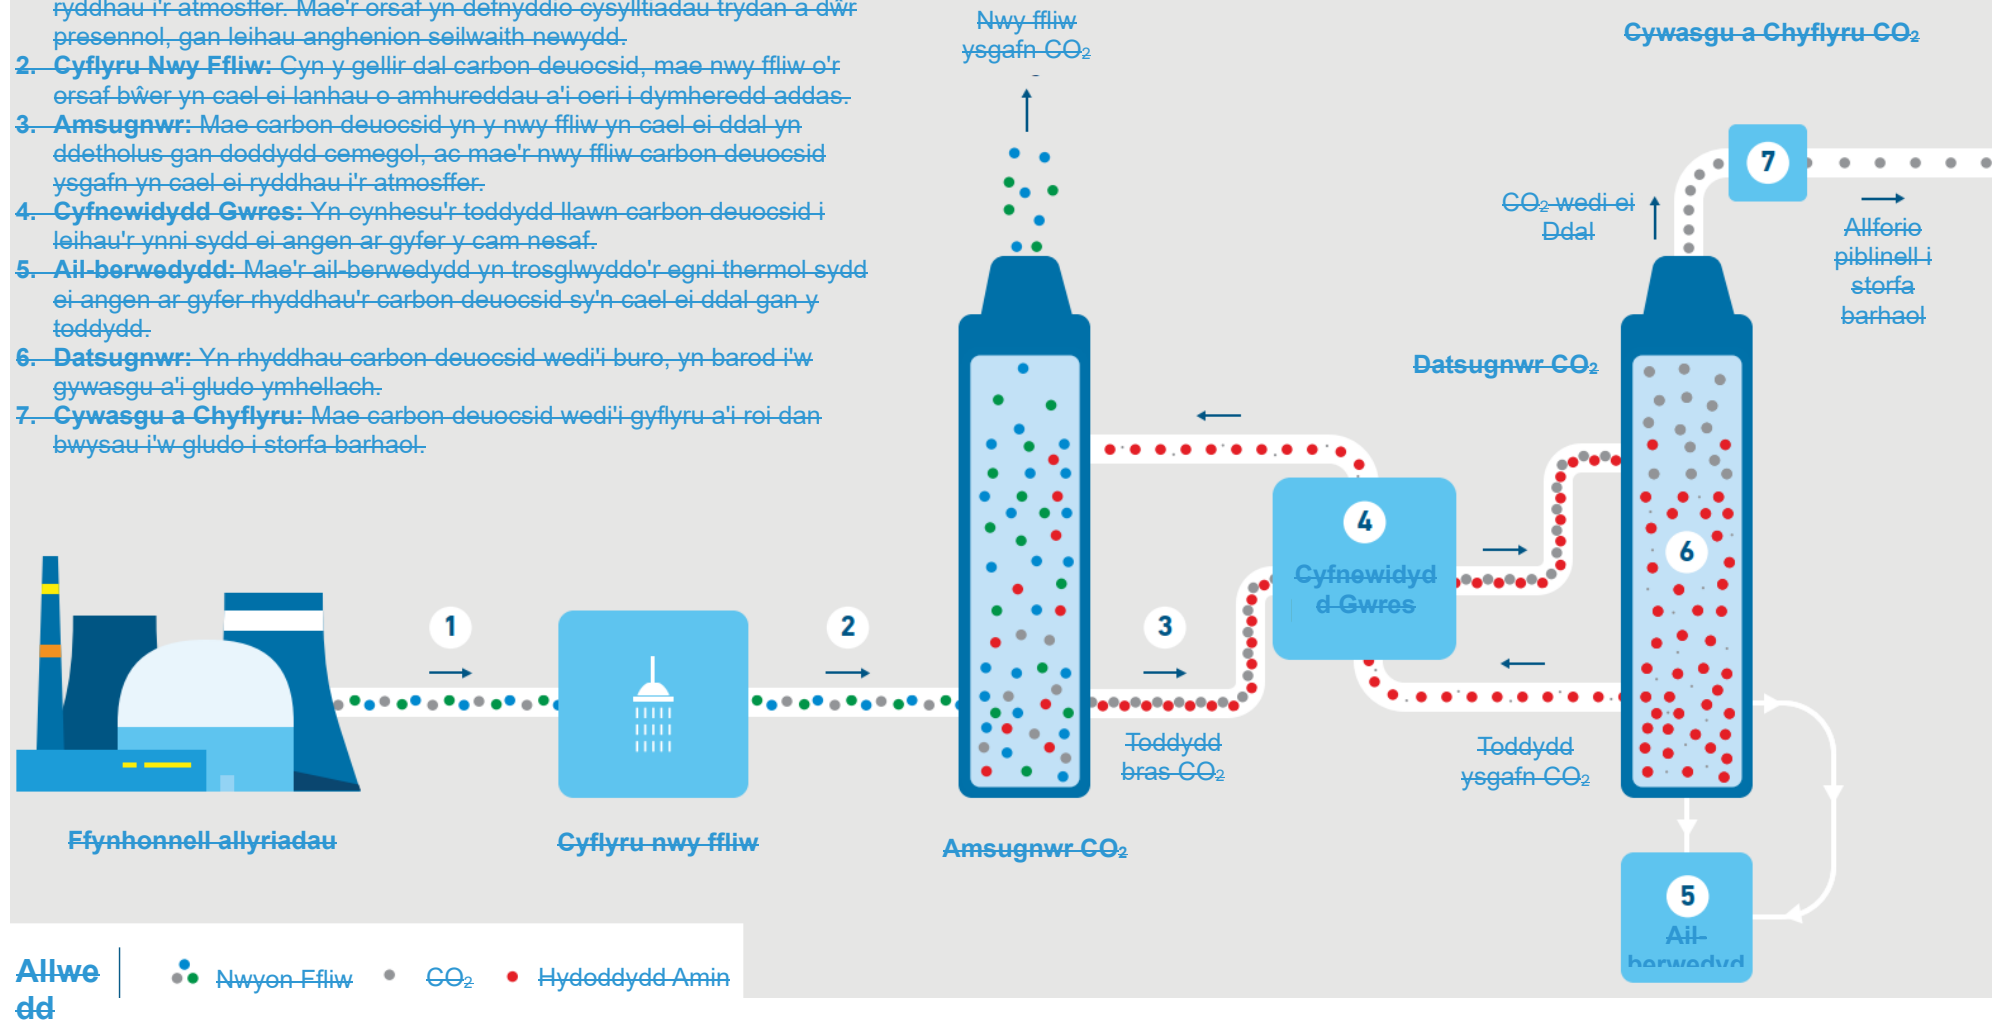 ryddhau i'r atmosffer. Mae'r orsaf yn defnyddio cysylltiadau trydan a dŵr
presennol, gan leihau anghenion seilwaith newydd.
2. Cyflyru Nwy Ffliw: Cyn y gellir dal carbon deuocsid, mae nwy ffliw o'r
orsaf bŵer yn cael ei lanhau o amhureddau a'i oeri i dymheredd addas.
3. Amsugnwr: Mae carbon deuocsid yn y nwy ffliw yn cael ei ddal yn
ddetholus gan doddydd cemegol, ac mae'r nwy ffliw carbon deuocsid
ysgafn yn cael ei ryddhau i'r atmosffer.
4. Cyfnewidydd Gwres: Yn cynhesu'r toddydd llawn carbon deuocsid i
leihau'r ynni sydd ei angen ar gyfer y cam nesaf.
5. Ail-berwedydd: Mae'r ail-berwedydd yn trosglwyddo'r egni thermol sydd
ei angen ar gyfer rhyddhau'r carbon deuocsid sy'n cael ei ddal gan y
toddydd.
6. Datsugnwr: Yn rhyddhau carbon deuocsid wedi'i buro, yn barod i'w
gywasgu a'i gludo ymhellach.
7. Cywasgu a Chyflyru: Mae carbon deuocsid wedi'i gyflyru a'i roi dan
bwysau i'w gludo i storfa barhaol.
Nwy ffliw
ysgafn CO₂
Cywasgu a Chyflyru CO₂
7
CO₂ wedi ei
Ddal
Allforio
piblinell i
storfa
barhaol
Datsugnwr CO₂
4
Cyfnewidyd
d Gwres
6
1
2
3
Toddydd
bras CO₂
Toddydd
ysgafn CO₂
Ffynhonnell allyriadau
Cyflyru nwy ffliw
Amsugnwr CO₂
5
Ail-
berwedyd
Allwe
dd
Nwyon Ffliw
CO₂
Hydoddydd Amin